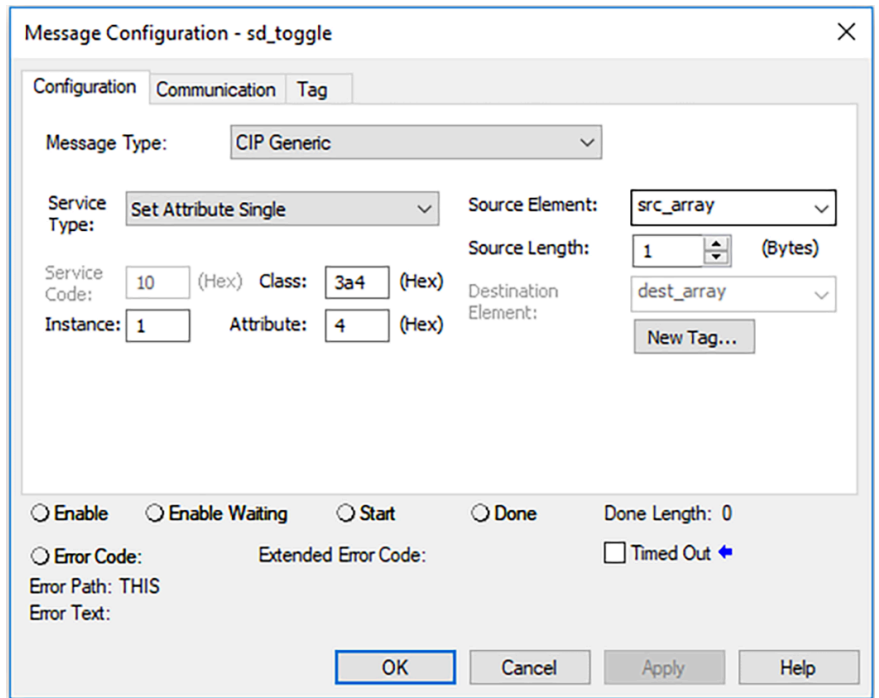 Message Configuration - sd_toggle
Configuration Communication Tag
Message Type: CIP Generic
Service Type: Set Attribute Single
Source Element: src_array
Source Length: 1 (Bytes)
Service Code: 10 (Hex) Class: 3a4 (Hex)
Destination Element: dest_array
Instance: 1 Attribute: 4 (Hex)
New Tag...
Enable Enable Waiting Start Done Done Length: 0
Error Code: Extended Error Code: Timed Out
Error Path: THIS
Error Text:
OK Cancel Apply Help